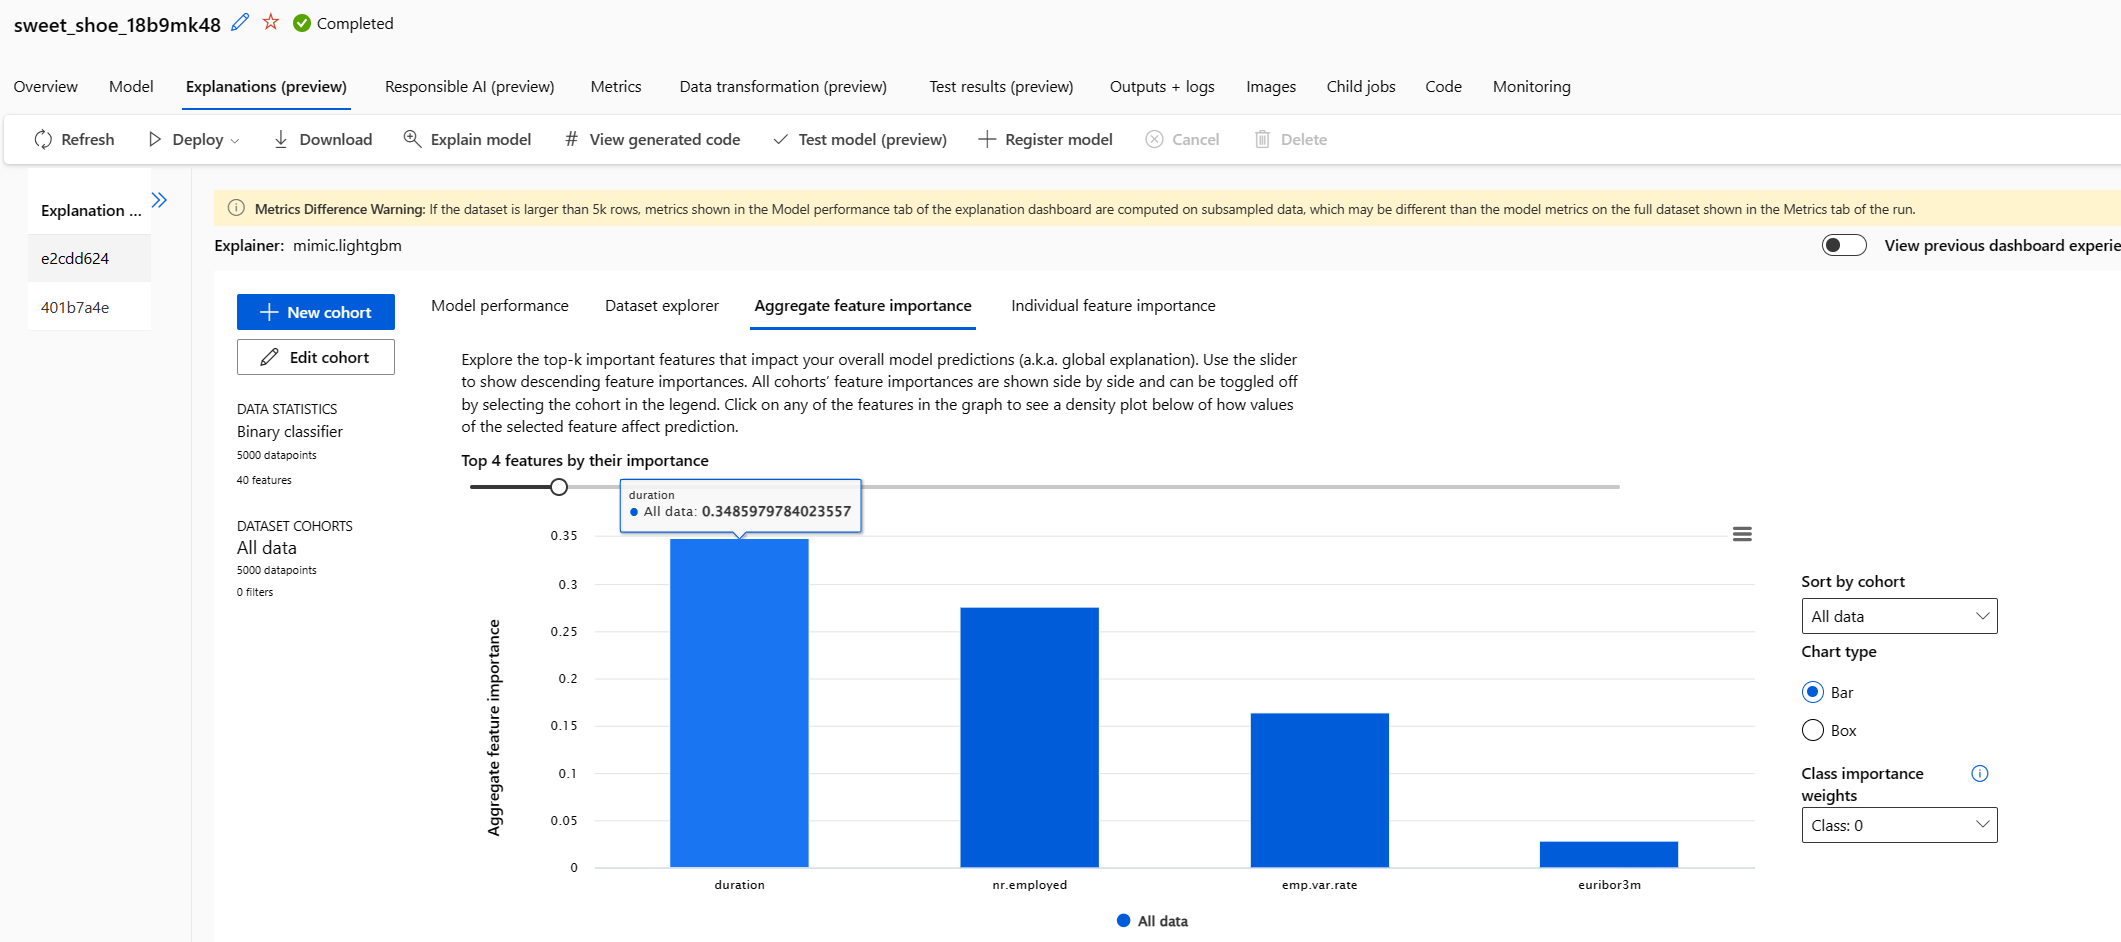 sweet_shoe_18b9mk48 Completed
Overview Model Explanations (preview) Responsible AI (preview) Metrics Data transformation (preview) Test results (preview) Outputs + logs Images Child jobs Code Monitoring
Refresh Deploy Download Explain model # View generated code Test model (preview) Register model Cancel Delete
Explanation ...
e2cdd624
401b7a4e
Metrics Difference Warning: If the dataset is larger than 5k rows, metrics shown in the Model performance tab of the explanation dashboard are computed on subsampled data, which may be different than the model metrics on the full dataset shown in the Metrics tab of the run.
Explainer: mimic.lightgbm
View previous dashboard experie
New cohort
Edit cohort
DATA STATISTICS
Binary classifier
5000 datapoints
40 features
DATASET COHORTS
All data
5000 datapoints
0 filters
Model performance Dataset explorer Aggregate feature importance Individual feature importance
Explore the top-k important features that impact your overall model predictions (a.k.a. global explanation). Use the slider
to show descending feature importances. All cohorts' feature importances are shown side by side and can be toggled off
by selecting the cohort in the legend. Click on any of the features in the graph to see a density plot below of how values
of the selected feature affect prediction.
Top 4 features by their importance
duration
All data: 0.3485979784023557
Aggregate feature importance
0.35
0.3
0.25
0.2
0.15
0.1
0.05
0
duration nr.employed emp.var.rate euribor3m
All data
Sort by cohort
All data
Chart type
Bar
Box
Class importance
weights
Class: 0